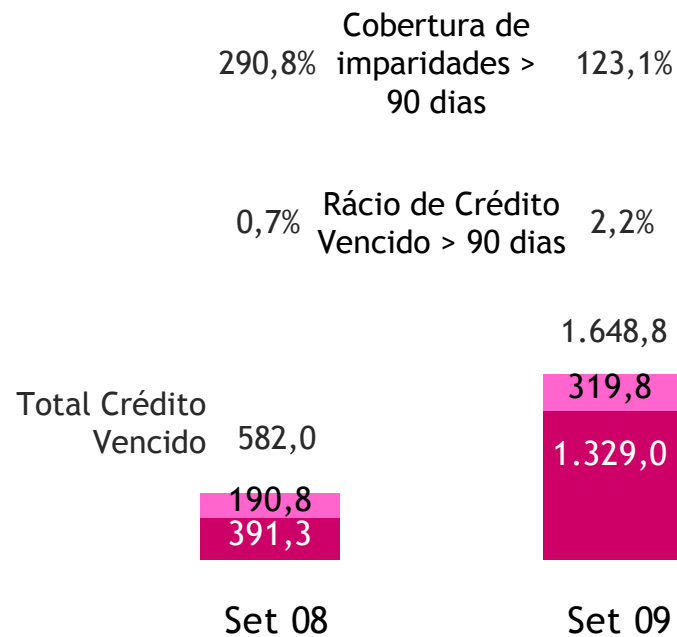 Cobertura de
290,8% imparidades > 123,1%
90 dias
0,7% Rácio de Crédito 2,2%
Vencido > 90 dias
1.648,8
319,8
Total Crédito
Vencido 582,0
1.329,0
190,8
391,3
Set 08 Set 09